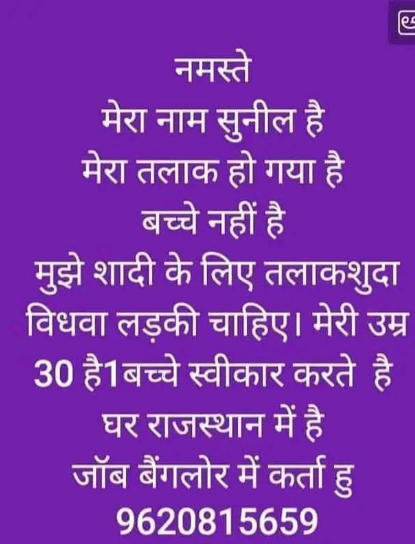 नमस्ते
मेरा नाम सुनील है
मेरा तलाक हो गया है
बच्चे नहीं है
मुझे शादी के लिए तलाकशुदा
विधवा लड़की चाहिए। मेरी उम्र
30 है1बच्चे स्वीकार करते है
घर राजस्थान में है
जॉब बैंगलोर में कर्ता हु
9620815659